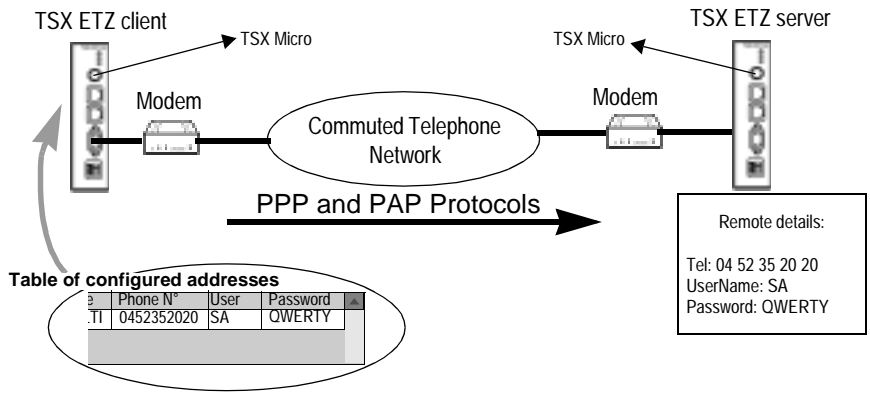 TSX ETZ client
TSX ETZ server
TSX Micro
TSX Micro
Modem
Modem
Commuted Telephone
Network
PPP and PAP Protocols
Remote details:
Tel: 04 52 35 20 20
UserName: SA
Password: QWERTY
Table of configured addresses
e Phone N° User Password
LTI 0452352020 SA QWERTY